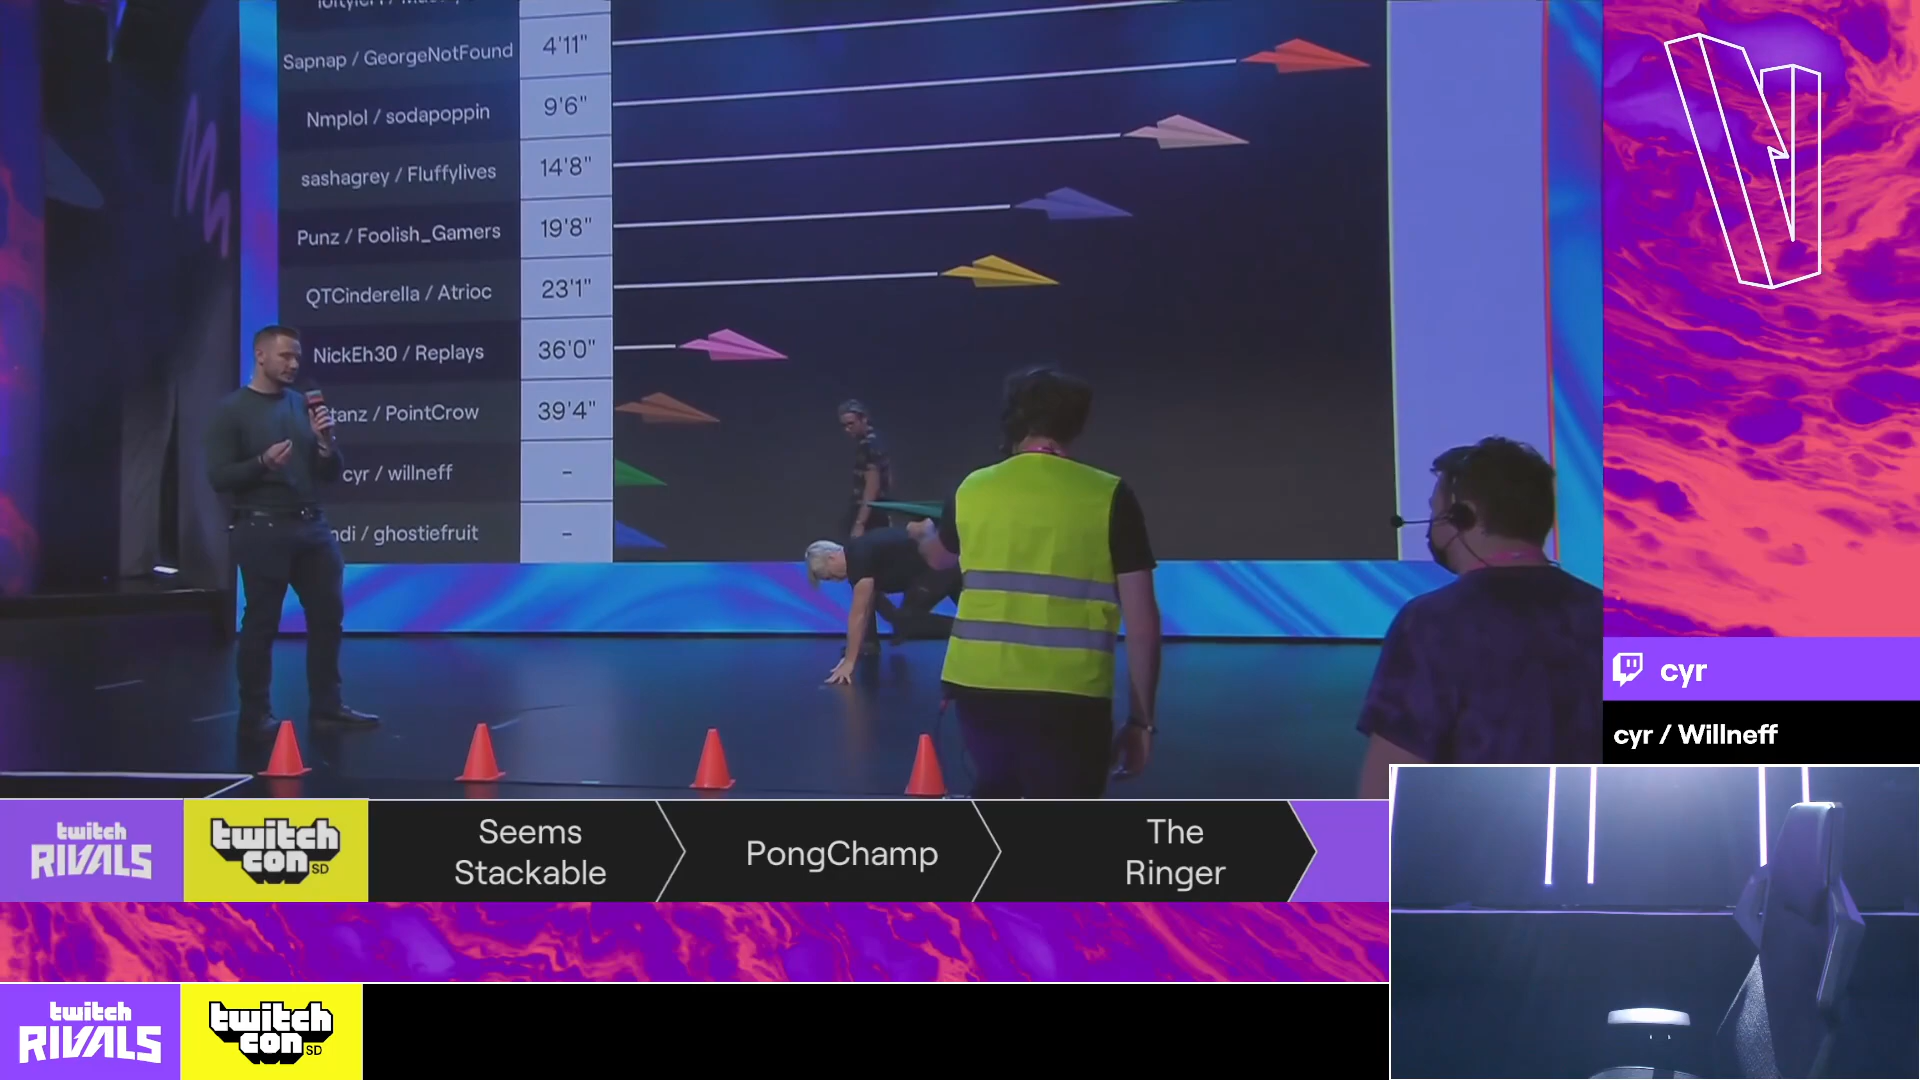 Sapnap / GeorgeNotFound 4'11"
Nmplol / sodapoppin 9'6"
sashagrey / Fluffylives 14'8"
Punz / Foolish_Gamers 19'8"
QTCinderella / Atrioc 23'1"
NickEh30 / Replays 36'0"
tanz / PointCrow 39'4"
cyr / willneff -
ndi / ghostiefruit -
cyr
cyr / Willneff
twitch
RIVALS
twitch
con SD
Seems
Stackable
PongChamp
The
Ringer
twitch
RIVALS
twitch
con SD